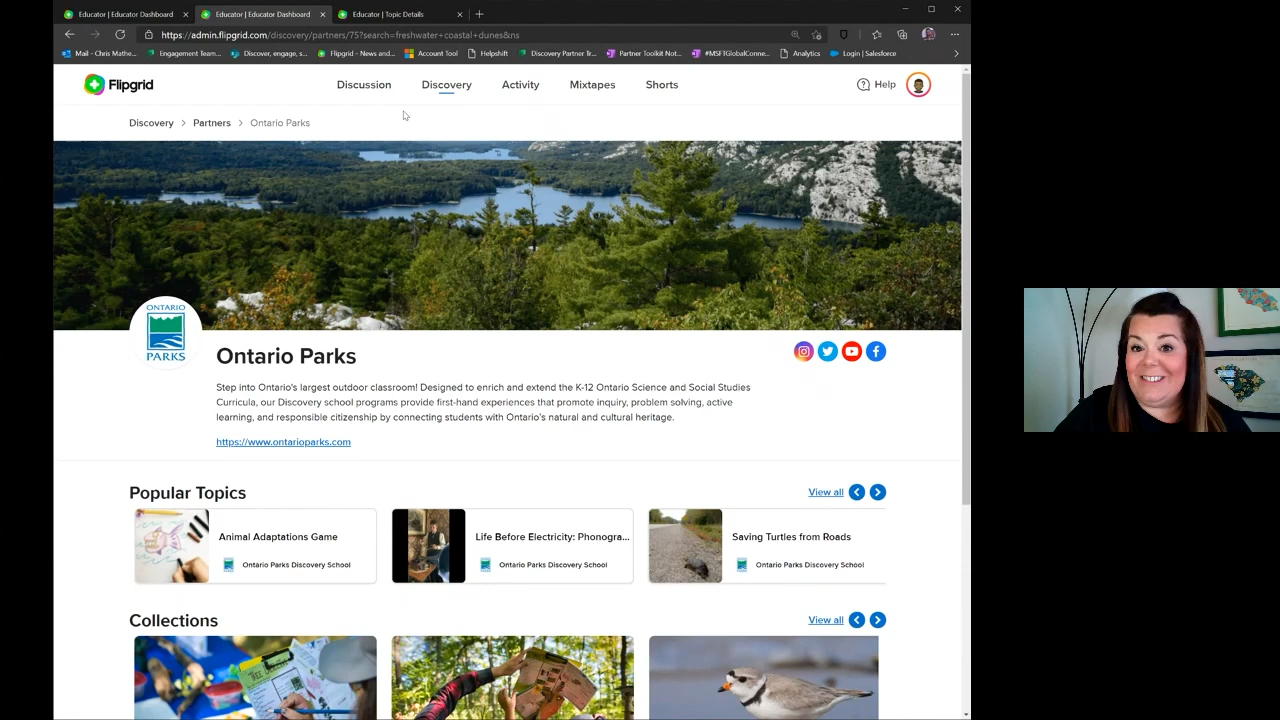 Educator | Educator Dashboard
Educator | Educator Dashboard
Educator | Topic Details
https://admin.flipgrid.com/discovery/partners/75?search=freshwater+coastal+dunes&ns
Mail - Chris Mathe...
Engagement Team...
Discover, engage, s...
Flipgrid - News and...
Account Tool
Helpshift
Discovery Partner Tr...
Partner Toolkit Not...
#MSFTGlobalConne...
Analytics
Login | Salesforce
Flipgrid
Discussion
Discovery
Activity
Mixtapes
Shorts
Help
Discovery > Partners > Ontario Parks
ONTARIO
PARKS
Ontario Parks
Step into Ontario's largest outdoor classroom! Designed to enrich and extend the K-12 Ontario Science and Social Studies
Curricula, our Discovery school programs provide first-hand experiences that promote inquiry, problem solving, active
learning, and responsible citizenship by connecting students with Ontario's natural and cultural heritage.
https://www.ontarioparks.com
Popular Topics
View all
Animal Adaptations Game
Ontario Parks Discovery School
Life Before Electricity: Phonogra...
Ontario Parks Discovery School
Saving Turtles from Roads
Ontario Parks Discovery School
Collections
View all